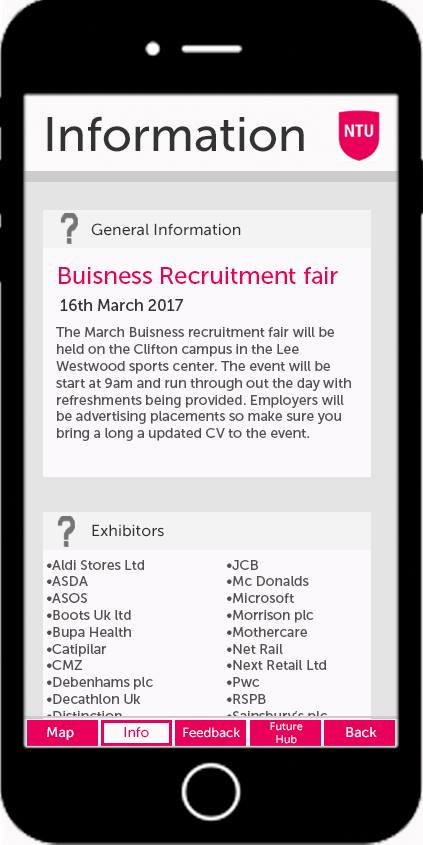 Information
NTU
General Information
Buisness Recruitment fair
16th March 2017
The March Buisness recruitment fair will be
held on the Clifton campus in the Lee
Westwood sports center. The event will be
start at 9am and run through out the day with
refreshments being provided. Employers will
be advertising placements so make sure you
bring a long a updated CV to the event.
Exhibitors
•Aldi Stores Ltd
•ASDA
•ASOS
•Boots Uk ltd
•Bupa Health
•Catipilar
•CMZ
•Debenhams plc
•Decathlon Uk
•Distinction
•JCB
•Mc Donalds
•Microsoft
•Morrison plc
•Mothercare
•Net Rail
•Next Retail Ltd
•Pwc
•RSPB
•Sainsbury's plc
Map
Info
Feedback
Future
Hub
Back